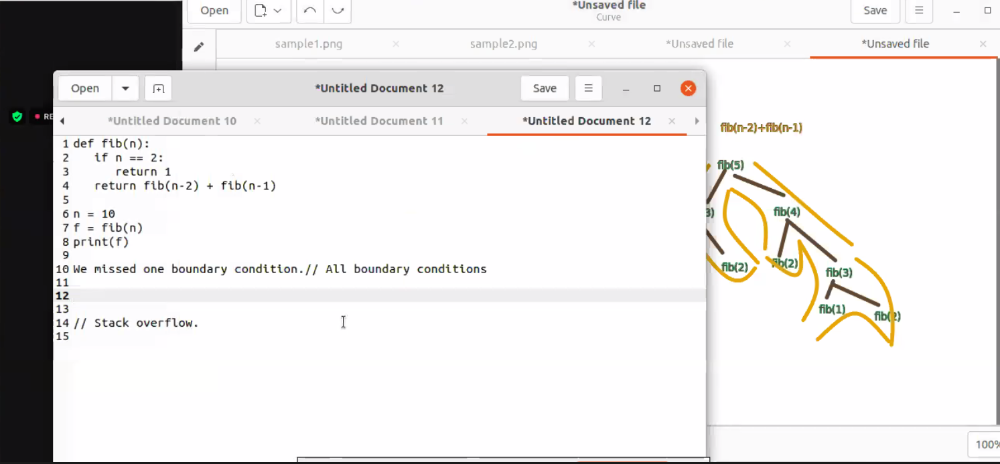 Open
*Unsaved file
Curve
Save
sample1.png
sample2.png
*Unsaved file
*Unsaved file
Open
*Untitled Document 12
Save
RE
*Untitled Document 10
*Untitled Document 11
*Untitled Document 12
1 def fib(n):
2    if n == 2:
3       return 1
4    return fib(n-2) + fib(n-1)
5
6 n = 10
7 f = fib(n)
8 print(f)
9
10 We missed one boundary condition.// All boundary conditions
11
12
13
14 // Stack overflow.
15
fib(n-2)+fib(n-1)
fib(5)
3)
fib(4)
fib(2)
fib(2)
fib(3)
fib(1)
fib(2)
100%